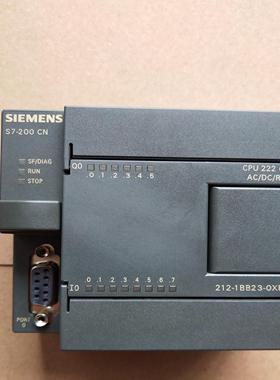 SIEMENS
S7-200 CN
SF/DIAG
RUN
STOP
Q0
.0 .1 .2 .3 .4 .5
CPU 222
AC/DC/R
I0
.0 .1 .2 .3 .4 .5 .6 .7
212-1BB23-0X
PORT
0